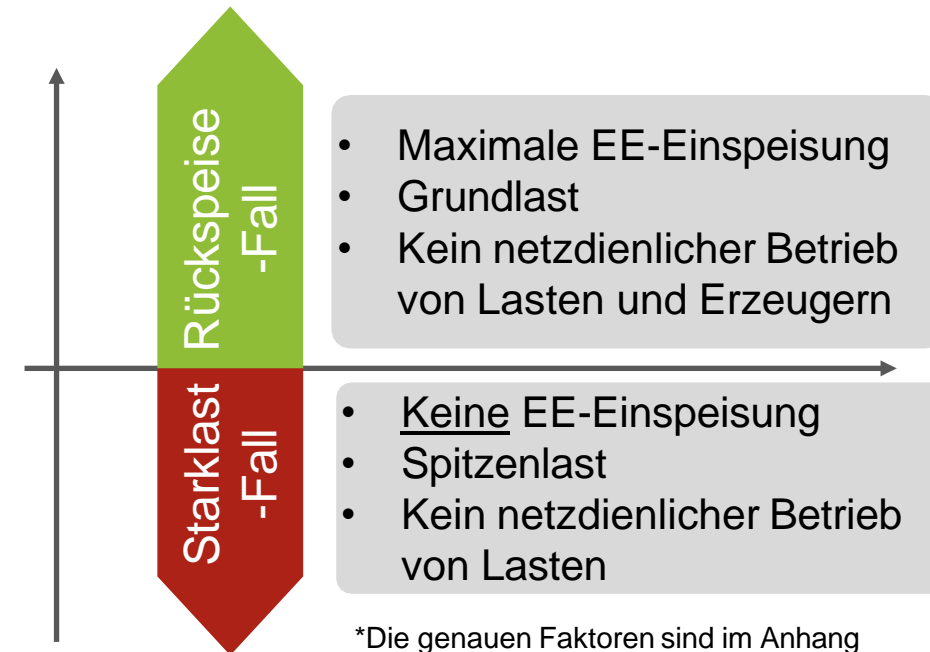 Rückspeise
-Fall
• Maximale EE-Einspeisung
• Grundlast
• Kein netzdienlicher Betrieb
von Lasten und Erzeugern
Starklast
-Fall
• Keine EE-Einspeisung
• Spitzenlast
• Kein netzdienlicher Betrieb
von Lasten
*Die genauen Faktoren sind im Anhang